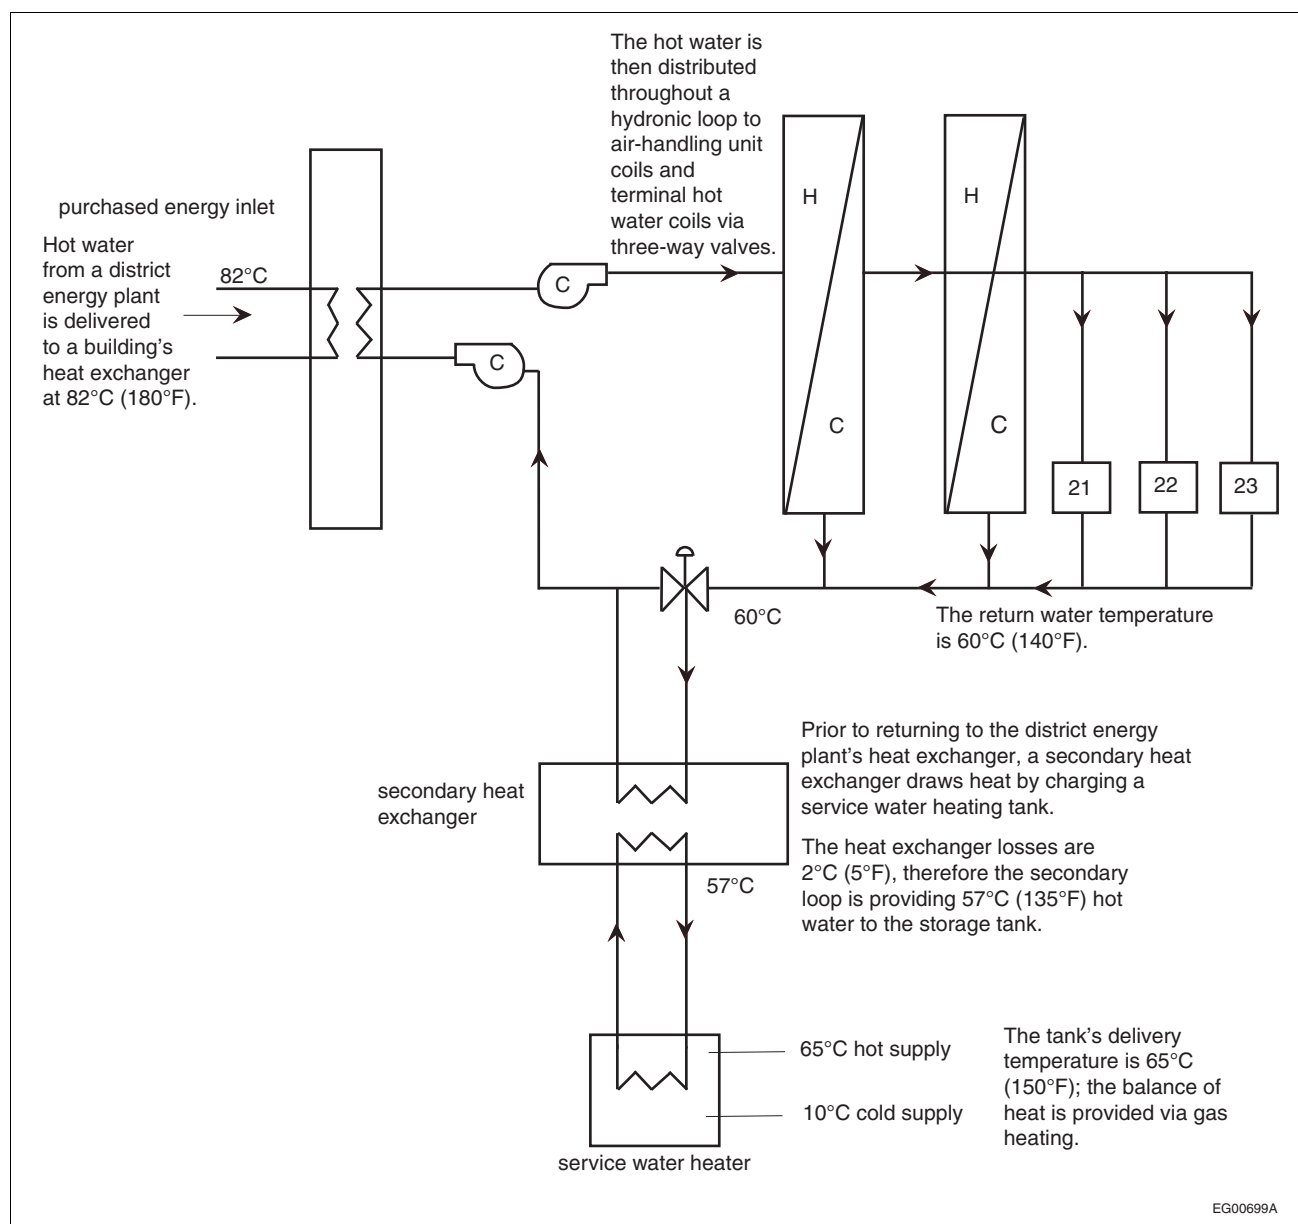 The hot water is
then distributed
throughout a
hydronic loop to
air-handling unit
coils and
terminal hot
water coils via
three-way valves.
purchased energy inlet
Hot water
from a district
energy plant
is delivered
to a building's
heat exchanger
at 82°C (180°F).
82°C
C
C
H
C
H
C
21
22
23
60°C
The return water temperature
is 60°C (140°F).
Prior to returning to the district energy
plant's heat exchanger, a secondary heat
exchanger draws heat by charging a
service water heating tank.
secondary heat
exchanger
The heat exchanger losses are
2°C (5°F), therefore the secondary
loop is providing 57°C (135°F) hot
water to the storage tank.
57°C
65°C hot supply
10°C cold supply
The tank's delivery
temperature is 65°C
(150°F); the balance of
heat is provided via gas
heating.
service water heater
EG00699A